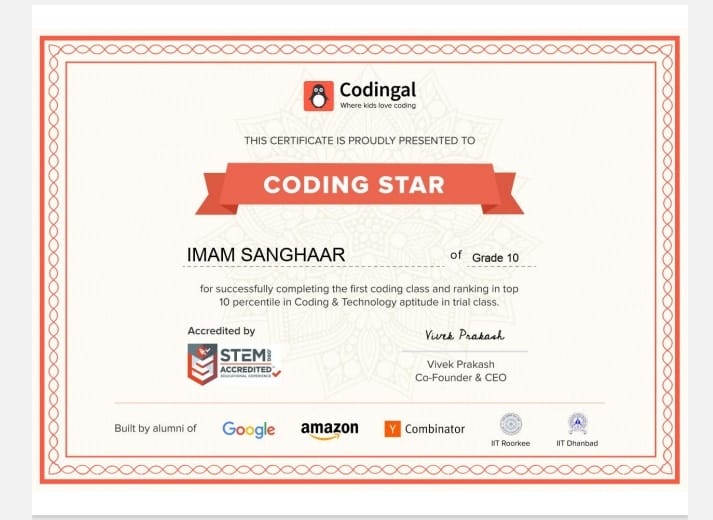 Codingal
Where kids love coding
THIS CERTIFICATE IS PROUDLY PRESENTED TO
CODING STAR
IMAM SANGHAAR of Grade 10
for successfully completing the first coding class and ranking in top
10 percentile in Coding & Technology aptitude in trial class.
Accredited by
STEM.ORG
ACCREDITED™
EDUCATIONAL EXPERIENCE
Vivek Prakash
Vivek Prakash
Co-Founder & CEO
Built by alumni of Google amazon Y Combinator
IIT Roorkee IIT Dhanbad